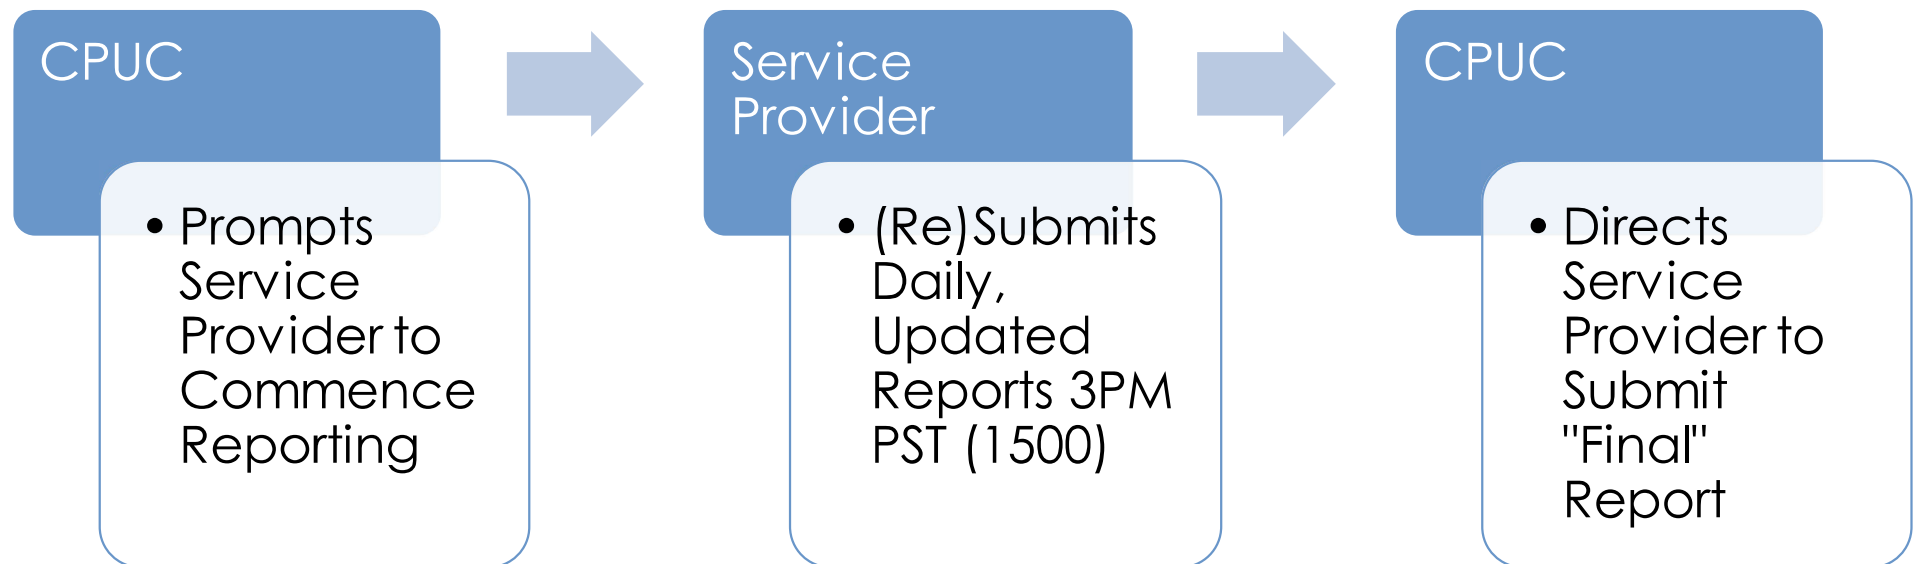 CPUC
• Prompts
Service
Provider to
Commence
Reporting
Service
Provider
• (Re)Submits
Daily,
Updated
Reports 3PM
PST (1500)
CPUC
• Directs
Service
Provider to
Submit
"Final"
Report